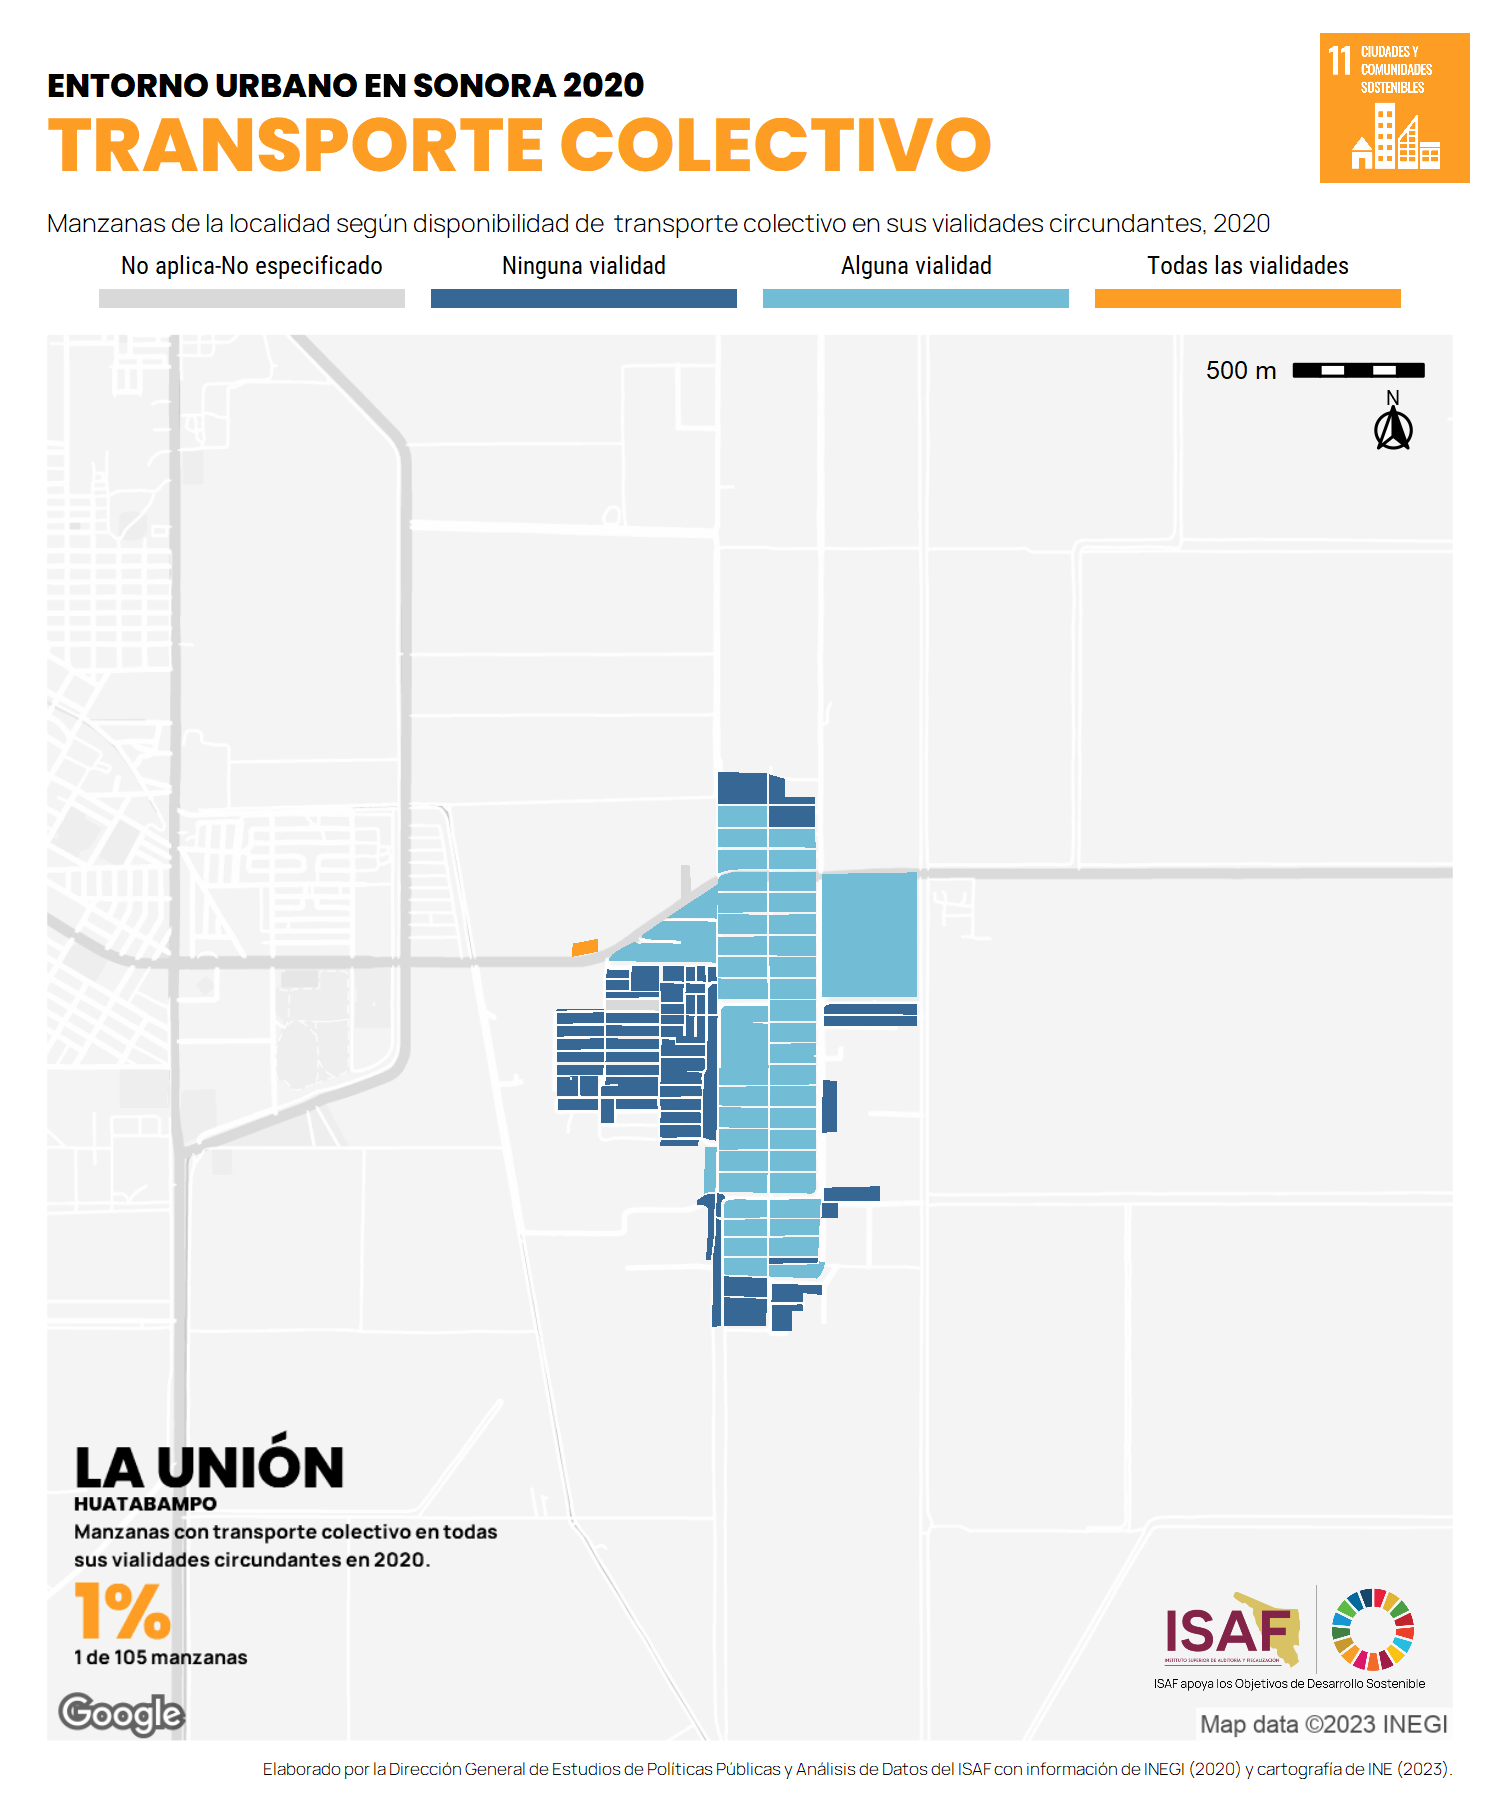 ENTORNO URBANO EN SONORA 2020
TRANSPORTE COLECTIVO
11 CIUDADES Y
COMUNIDADES
SOSTENIBLES
Manzanas de la localidad según disponibilidad de transporte colectivo en sus vialidades circundantes, 2020
No aplica-No especificado
Ninguna vialidad
Alguna vialidad
Todas las vialidades
500 m
N
LA UNIÓN
HUATABAMPO
Manzanas con transporte colectivo en todas
sus vialidades circundantes en 2020.
1%
1 de 105 manzanas
Google
ISAF
INSTITUTO SUPERIOR DE AUDITORÍA Y FISCALIZACIÓN
ISAF apoya los Objetivos de Desarrollo Sostenible
Map data ©2023 INEGI
Elaborado por la Dirección General de Estudios de Políticas Públicas y Análisis de Datos del ISAF con información de INEGI (2020) y cartografía de INE (2023).